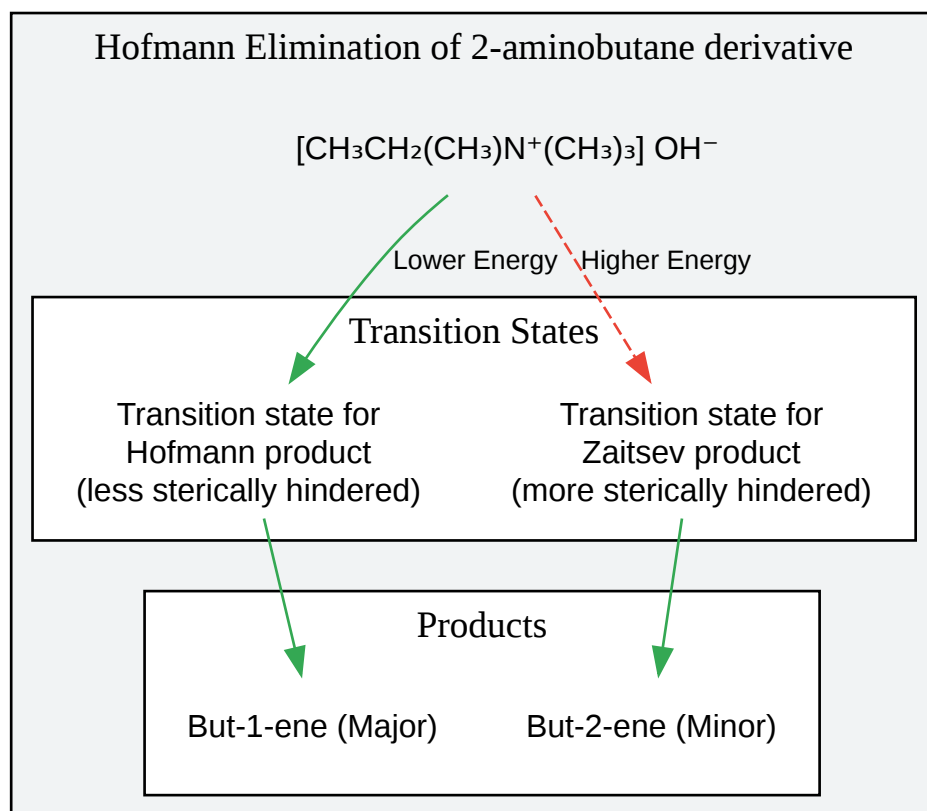 Hofmann Elimination of 2-aminobutane derivative
[CH₃CH₂(CH₃)N⁺(CH₃)₃] OH⁻
Lower Energy
Higher Energy
Transition States
Transition state for
Hofmann product
(less sterically hindered)
Transition state for
Zaitsev product
(more sterically hindered)
Products
But-1-ene (Major)
But-2-ene (Minor)